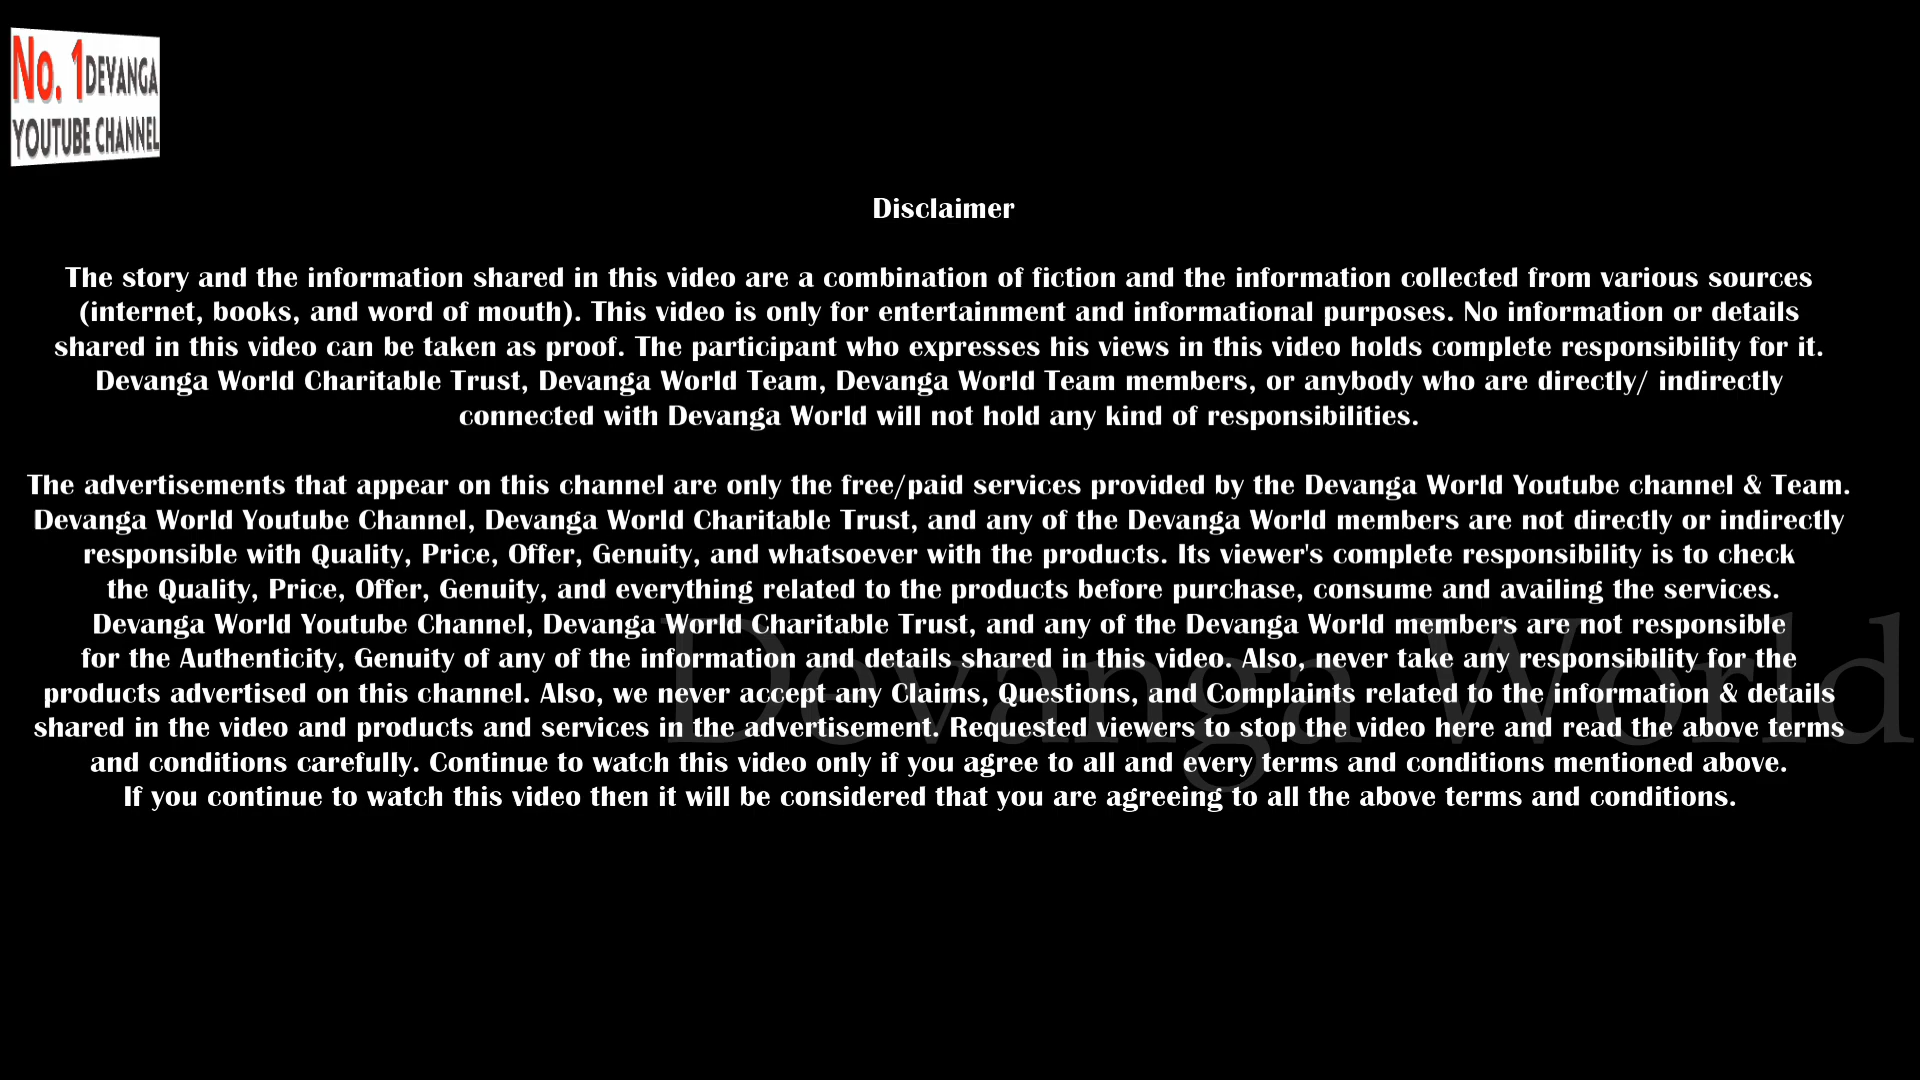 No. 1 DEVANGA
YOUTUBE CHANNEL
Disclaimer
The story and the information shared in this video are a combination of fiction and the information collected from various sources
(internet, books, and word of mouth). This video is only for entertainment and informational purposes. No information or details
shared in this video can be taken as proof. The participant who expresses his views in this video holds complete responsibility for it.
Devanga World Charitable Trust, Devanga World Team, Devanga World Team members, or anybody who are directly/ indirectly
connected with Devanga World will not hold any kind of responsibilities.
The advertisements that appear on this channel are only the free/paid services provided by the Devanga World Youtube channel & Team.
Devanga World Youtube Channel, Devanga World Charitable Trust, and any of the Devanga World members are not directly or indirectly
responsible with Quality, Price, Offer, Genuity, and whatsoever with the products. Its viewer's complete responsibility is to check
the Quality, Price, Offer, Genuity, and everything related to the products before purchase, consume and availing the services.
Devanga World Youtube Channel, Devanga World Charitable Trust, and any of the Devanga World members are not responsible
for the Authenticity, Genuity of any of the information and details shared in this video. Also, never take any responsibility for the
products advertised on this channel. Also, we never accept any Claims, Questions, and Complaints related to the information & details
shared in the video and products and services in the advertisement. Requested viewers to stop the video here and read the above terms
and conditions carefully. Continue to watch this video only if you agree to all and every terms and conditions mentioned above.
If you continue to watch this video then it will be considered that you are agreeing to all the above terms and conditions.
Devanga World